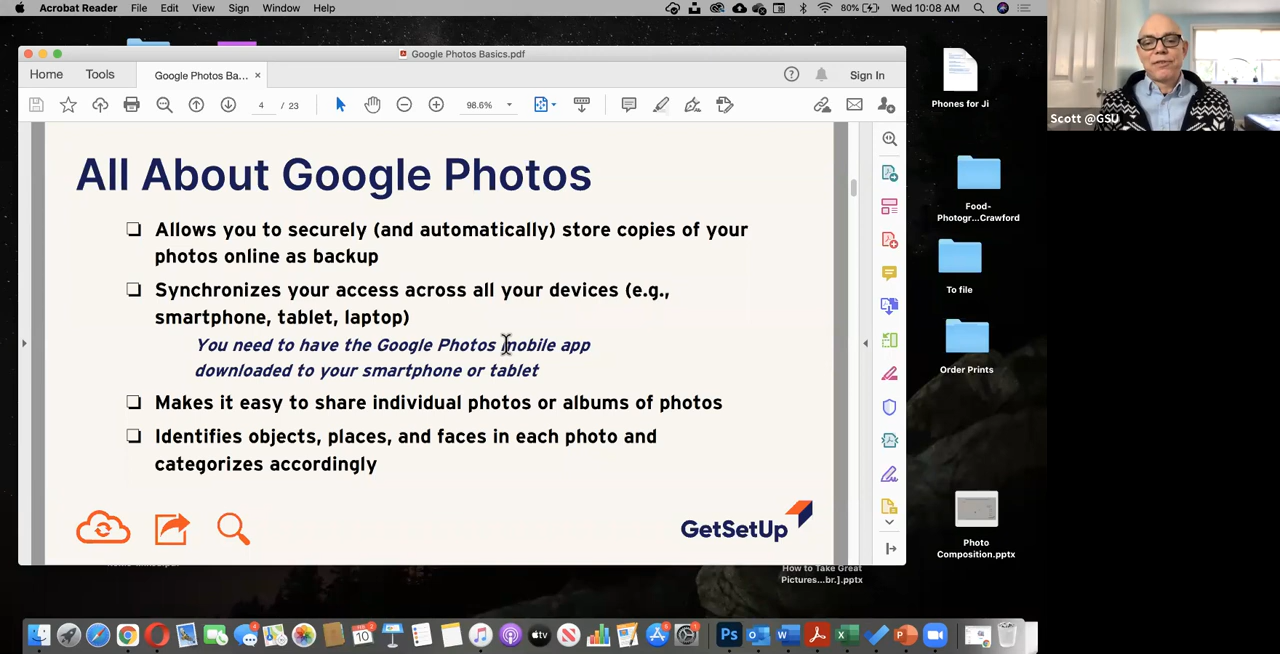 Acrobat Reader File Edit View Sign Window Help 80% Wed 10:08 AM
Google Photos Basics.pdf
Home Tools Google Photos Ba... × Sign In
4 / 23 98.6%
All About Google Photos
Allows you to securely (and automatically) store copies of your
photos online as backup
Synchronizes your access across all your devices (e.g.,
smartphone, tablet, laptop)
You need to have the Google Photos mobile app
downloaded to your smartphone or tablet
Makes it easy to share individual photos or albums of photos
Identifies objects, places, and faces in each photo and
categorizes accordingly
GetSetUp
Scott @GSU
Phones for Ji
Food-
Photogr...Crawford
To file
Order Prints
Photo
Composition.pptx
How to Take Great
Pictures...br.].pptx
FEB
10
tv
Ps